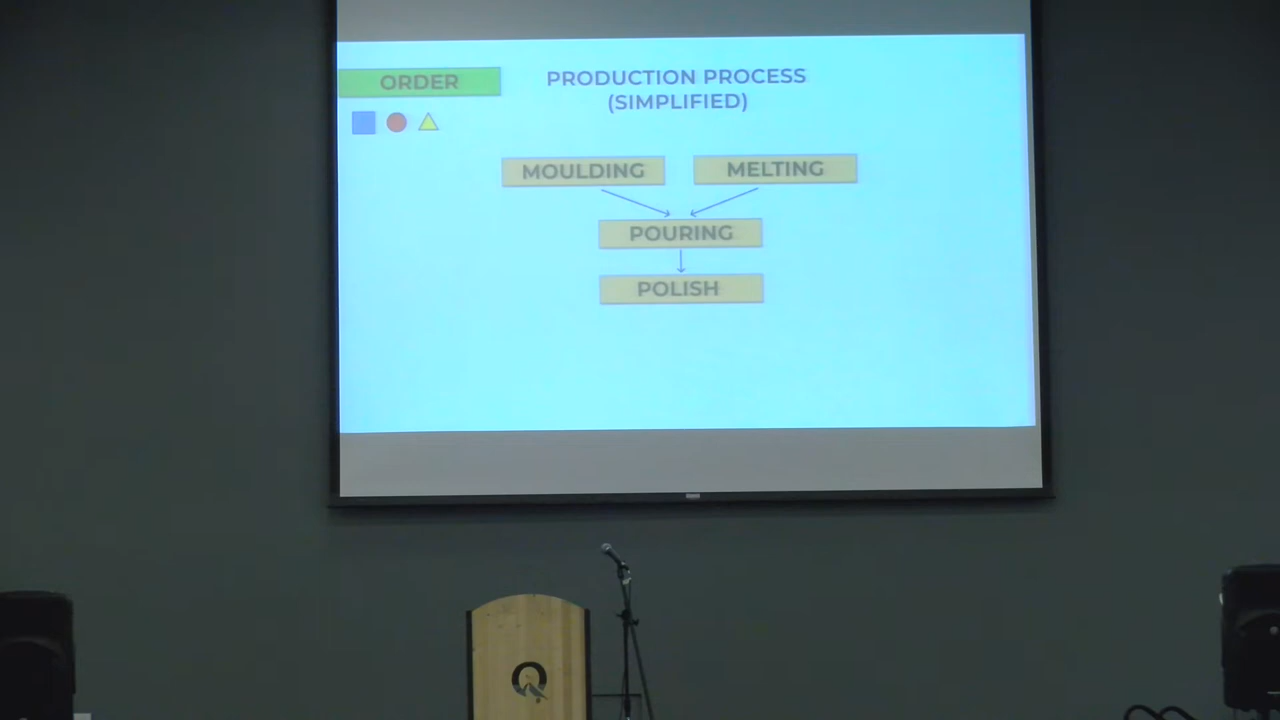 ORDER
PRODUCTION PROCESS
(SIMPLIFIED)
MOULDING
MELTING
POURING
POLISH
Q